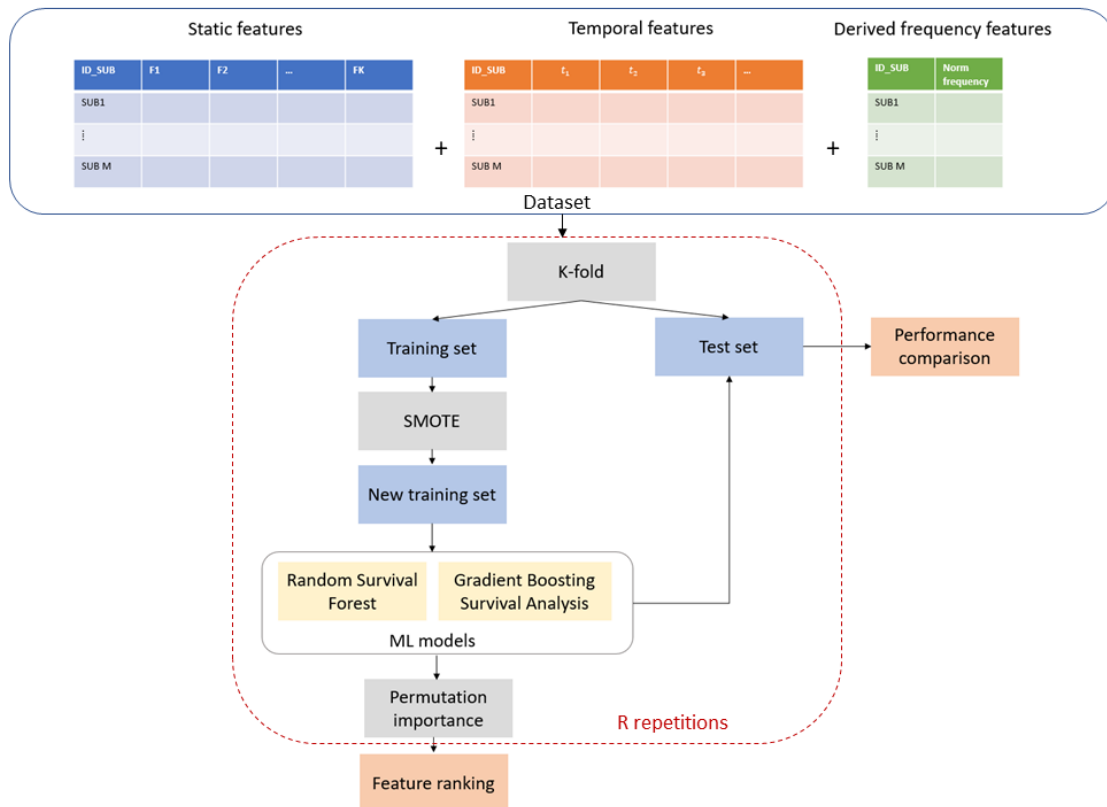 Static features
Temporal features
Derived frequency features
ID_SUB F1 F2 ... FK
SUB1
⋮
SUB M
+
ID_SUB t₁ t₂ t₃ ...
SUB1
⋮
SUB M
+
ID_SUB Norm
frequency
SUB1
⋮
SUB M
Dataset
K-fold
Training set
Test set
Performance
comparison
SMOTE
New training set
Random Survival
Forest
Gradient Boosting
Survival Analysis
ML models
Permutation
importance
R repetitions
Feature ranking